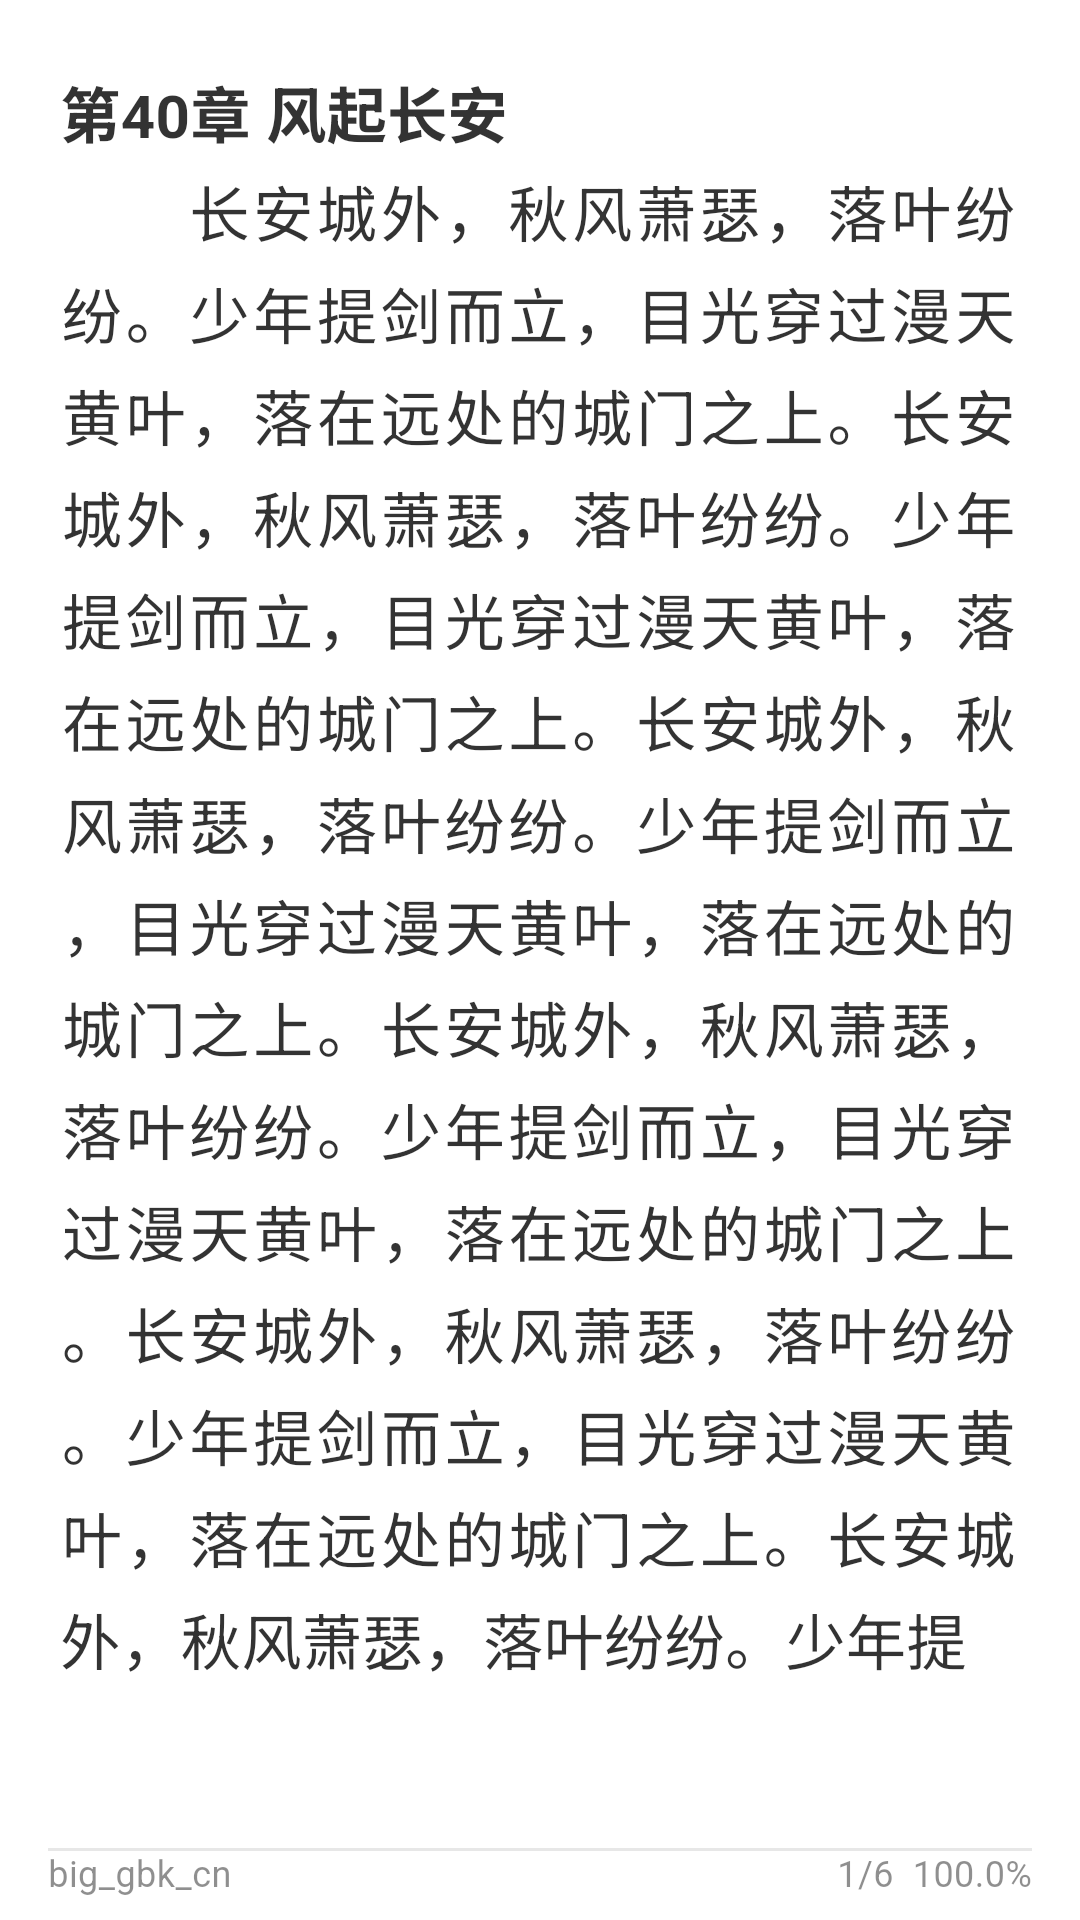 第40章 风起长安
长安城外，秋风萧瑟，落叶纷
纷。少年提剑而立，目光穿过漫天
黄叶，落在远处的城门之上。长安
城外，秋风萧瑟，落叶纷纷。少年
提剑而立，目光穿过漫天黄叶，落
在远处的城门之上。长安城外，秋
风萧瑟，落叶纷纷。少年提剑而立
，目光穿过漫天黄叶，落在远处的
城门之上。长安城外，秋风萧瑟，
落叶纷纷。少年提剑而立，目光穿
过漫天黄叶，落在远处的城门之上
。长安城外，秋风萧瑟，落叶纷纷
。少年提剑而立，目光穿过漫天黄
叶，落在远处的城门之上。长安城
外，秋风萧瑟，落叶纷纷。少年提
big_gbk_cn 1/6 100.0%